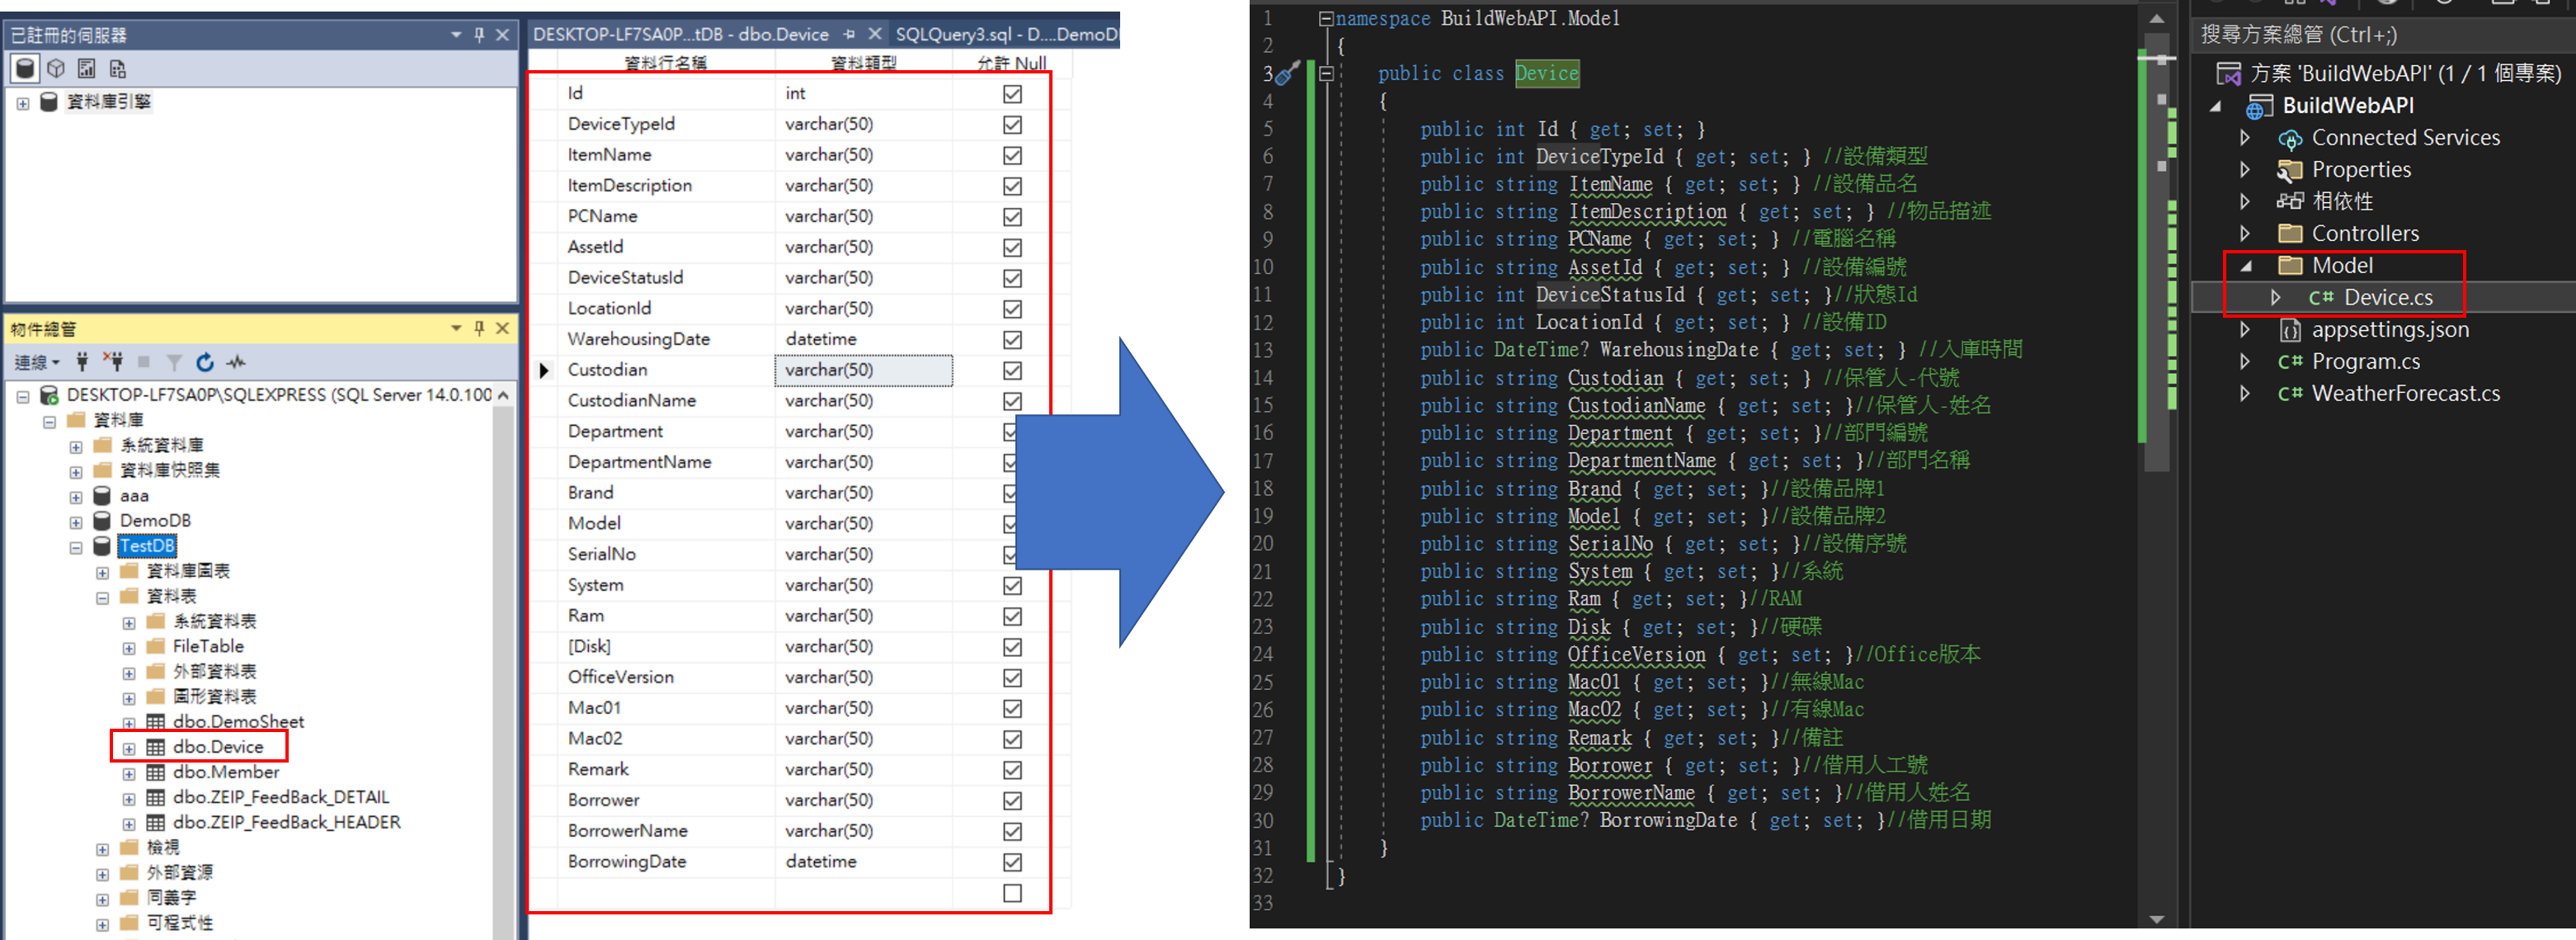 已註冊的伺服器
資料庫引擎
物件總管
連線
DESKTOP-LF7SA0P\SQLEXPRESS (SQL Server 14.0.100
資料庫
系統資料庫
資料庫快照集
aaa
DemoDB
TestDB
資料庫圖表
資料表
系統資料表
FileTable
外部資料表
圖形資料表
dbo.DemoSheet
dbo.Device
dbo.Member
dbo.ZEIP_FeedBack_DETAIL
dbo.ZEIP_FeedBack_HEADER
檢視
外部資源
同義字
可程式性
DESKTOP-LF7SA0P...tDB - dbo.Device SQLQuery3.sql - D....DemoD
資料行名稱 資料類型 允許 Null
Id int
DeviceTypeId varchar(50)
ItemName varchar(50)
ItemDescription varchar(50)
PCName varchar(50)
AssetId varchar(50)
DeviceStatusId varchar(50)
LocationId varchar(50)
WarehousingDate datetime
Custodian varchar(50)
CustodianName varchar(50)
Department varchar(50)
DepartmentName varchar(50)
Brand varchar(50)
Model varchar(50)
SerialNo varchar(50)
System varchar(50)
Ram varchar(50)
[Disk] varchar(50)
OfficeVersion varchar(50)
Mac01 varchar(50)
Mac02 varchar(50)
Remark varchar(50)
Borrower varchar(50)
BorrowerName varchar(50)
BorrowingDate datetime
1 namespace BuildWebAPI.Model
2 {
3 public class Device
4 {
5 public int Id { get; set; }
6 public int DeviceTypeId { get; set; } //設備類型
7 public string ItemName { get; set; } //設備品名
8 public string ItemDescription { get; set; } //物品描述
9 public string PCName { get; set; } //電腦名稱
10 public string AssetId { get; set; } //設備編號
11 public int DeviceStatusId { get; set; }//狀態Id
12 public int LocationId { get; set; } //設備ID
13 public DateTime? WarehousingDate { get; set; } //入庫時間
14 public string Custodian { get; set; } //保管人-代號
15 public string CustodianName { get; set; }//保管人-姓名
16 public string Department { get; set; }//部門編號
17 public string DepartmentName { get; set; }//部門名稱
18 public string Brand { get; set; }//設備品牌1
19 public string Model { get; set; }//設備品牌2
20 public string SerialNo { get; set; }//設備序號
21 public string System { get; set; }//系統
22 public string Ram { get; set; }//RAM
23 public string Disk { get; set; }//硬碟
24 public string OfficeVersion { get; set; }//Office版本
25 public string Mac01 { get; set; }//無線Mac
26 public string Mac02 { get; set; }//有線Mac
27 public string Remark { get; set; }//備註
28 public string Borrower { get; set; }//借用人工號
29 public string BorrowerName { get; set; }//借用人姓名
30 public DateTime? BorrowingDate { get; set; }//借用日期
31 }
32 }
33
搜尋方案總管 (Ctrl+;)
方案 'BuildWebAPI' (1 / 1 個專案)
BuildWebAPI
Connected Services
Properties
相依性
Controllers
Model
C# Device.cs
appsettings.json
C# Program.cs
C# WeatherForecast.cs